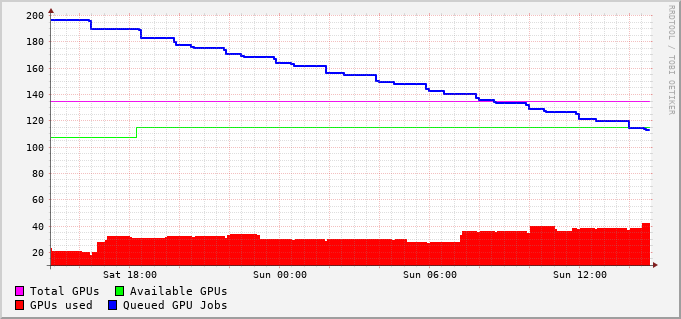 200
180
160
140
120
100
80
60
40
20
Sat 18:00 Sun 00:00 Sun 06:00 Sun 12:00
Total GPUs Available GPUs
GPUs used Queued GPU Jobs
RRDTOOL / TOBI OETIKER